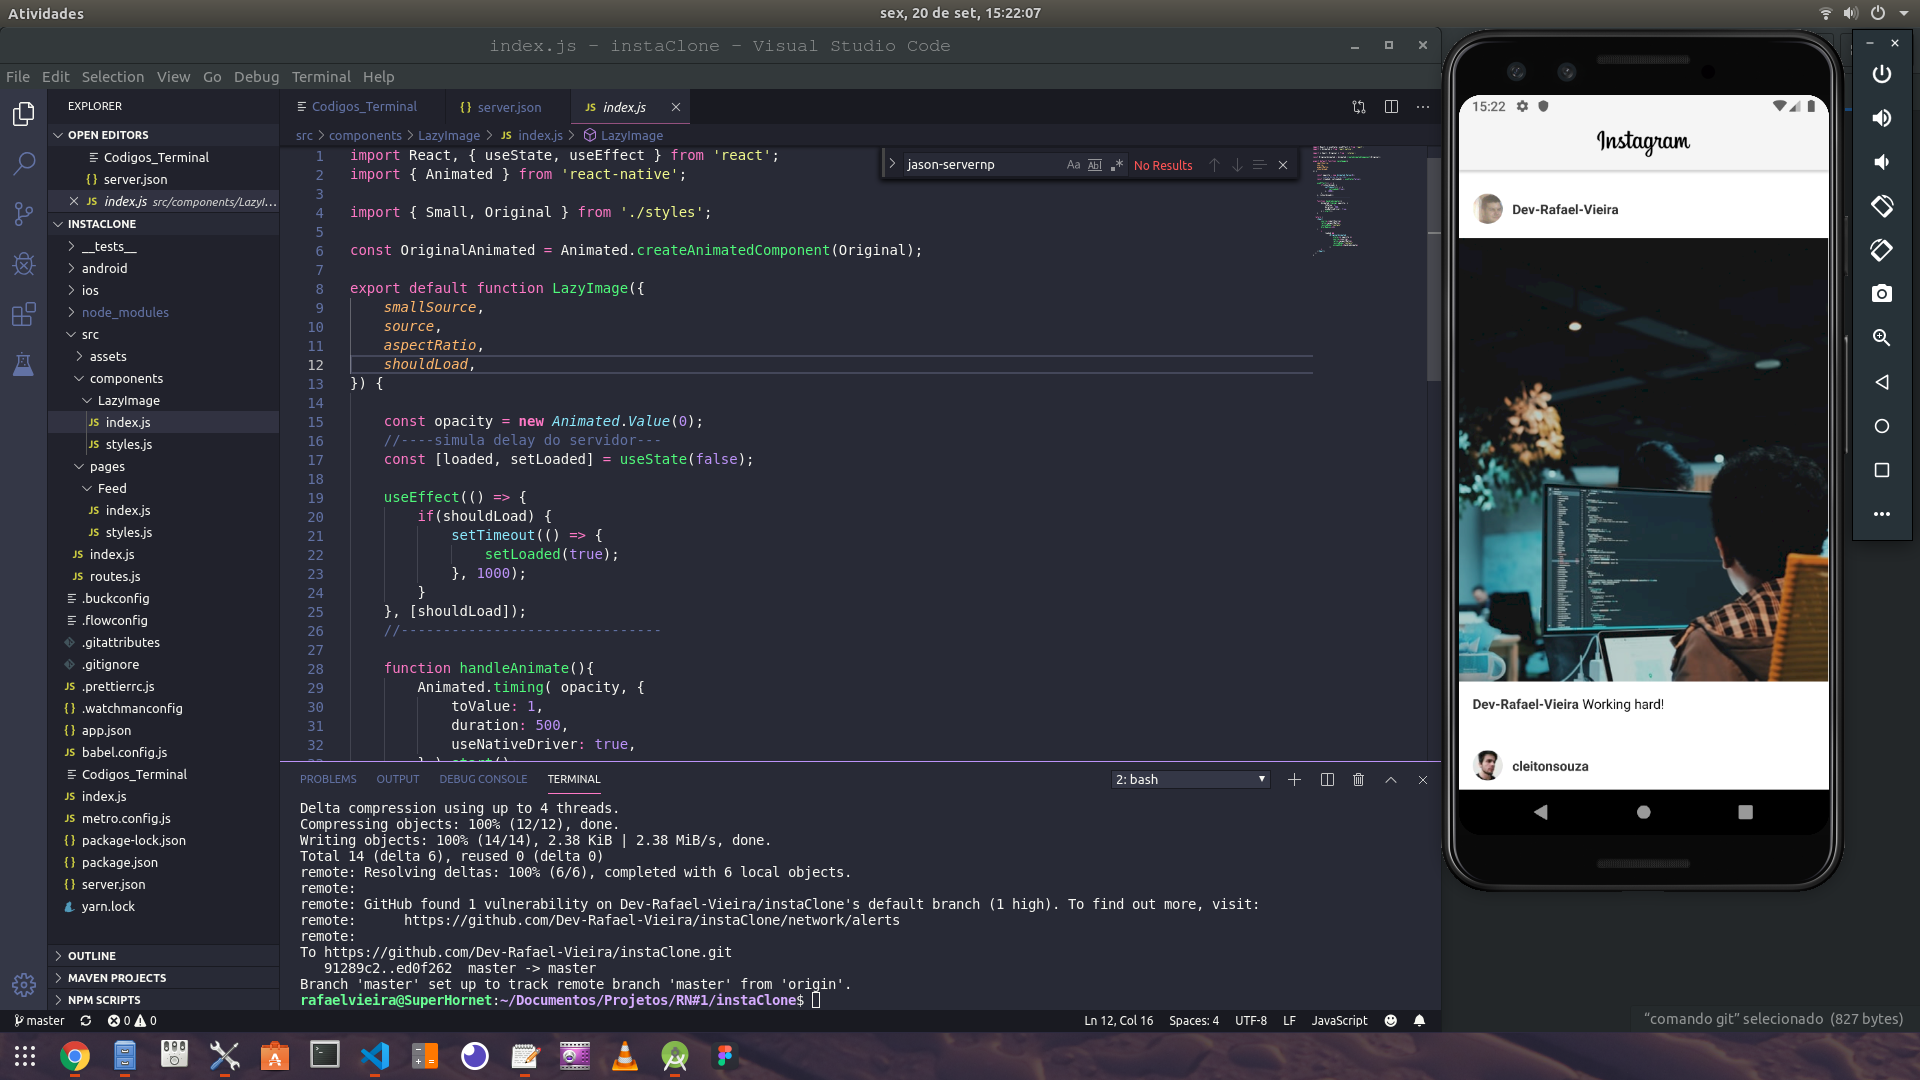 Atividades
sex, 20 de set, 15:22:07
index.js - instaClone - Visual Studio Code
File Edit Selection View Go Debug Terminal Help
EXPLORER
OPEN EDITORS
Codigos_Terminal
{} server.json
JS index.js src/components/LazyI...
INSTACLONE
__tests__
android
ios
node_modules
src
assets
components
LazyImage
JS index.js
JS styles.js
pages
Feed
JS index.js
JS styles.js
JS index.js
JS routes.js
.buckconfig
.flowconfig
.gitattributes
.gitignore
JS .prettierrc.js
{} .watchmanconfig
{} app.json
JS babel.config.js
Codigos_Terminal
JS index.js
JS metro.config.js
{} package-lock.json
{} package.json
{} server.json
yarn.lock
OUTLINE
MAVEN PROJECTS
NPM SCRIPTS
Codigos_Terminal
{} server.json
JS index.js
src > components > LazyImage > JS index.js > LazyImage
jason-servernp
Aa Abl .* No Results
1 import React, { useState, useEffect } from 'react';
2 import { Animated } from 'react-native';
3
4 import { Small, Original } from './styles';
5
6 const OriginalAnimated = Animated.createAnimatedComponent(Original);
7
8 export default function LazyImage({
9 smallSource,
10 source,
11 aspectRatio,
12 shouldLoad,
13 }) {
14
15 const opacity = new Animated.Value(0);
16 //----simula delay do servidor---
17 const [loaded, setLoaded] = useState(false);
18
19 useEffect(() => {
20 if(shouldLoad) {
21 setTimeout(() => {
22 setLoaded(true);
23 }, 1000);
24 }
25 }, [shouldLoad]);
26 //-------------------------------
27
28 function handleAnimate(){
29 Animated.timing( opacity, {
30 toValue: 1,
31 duration: 500,
32 useNativeDriver: true,
PROBLEMS OUTPUT DEBUG CONSOLE TERMINAL
2: bash
Delta compression using up to 4 threads.
Compressing objects: 100% (12/12), done.
Writing objects: 100% (14/14), 2.38 KiB | 2.38 MiB/s, done.
Total 14 (delta 6), reused 0 (delta 0)
remote: Resolving deltas: 100% (6/6), completed with 6 local objects.
remote:
remote: GitHub found 1 vulnerability on Dev-Rafael-Vieira/instaClone's default branch (1 high). To find out more, visit:
remote: https://github.com/Dev-Rafael-Vieira/instaClone/network/alerts
remote:
To https://github.com/Dev-Rafael-Vieira/instaClone.git
91289c2..ed0f262 master -> master
Branch 'master' set up to track remote branch 'master' from 'origin'.
rafaelvieira@SuperHornet:~/Documentos/Projetos/RN#1/instaClone$
master 0 0
Ln 12, Col 16 Spaces: 4 UTF-8 LF JavaScript
15:22
Instagram
Dev-Rafael-Vieira
Dev-Rafael-Vieira Working hard!
cleitonsouza
“comando git” selecionado (827 bytes)